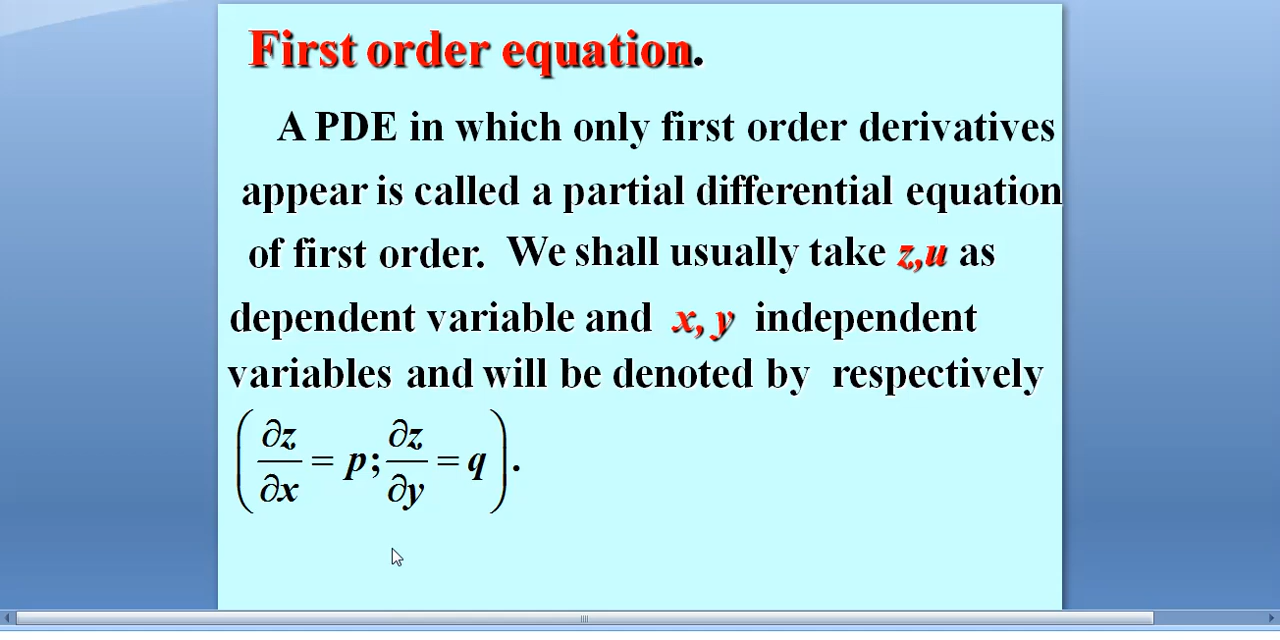 First order equation.
A PDE in which only first order derivatives
appear is called a partial differential equation
of first order. We shall usually take z,u as
dependent variable and x, y independent
variables and will be denoted by respectively
(∂z/∂x = p; ∂z/∂y = q).